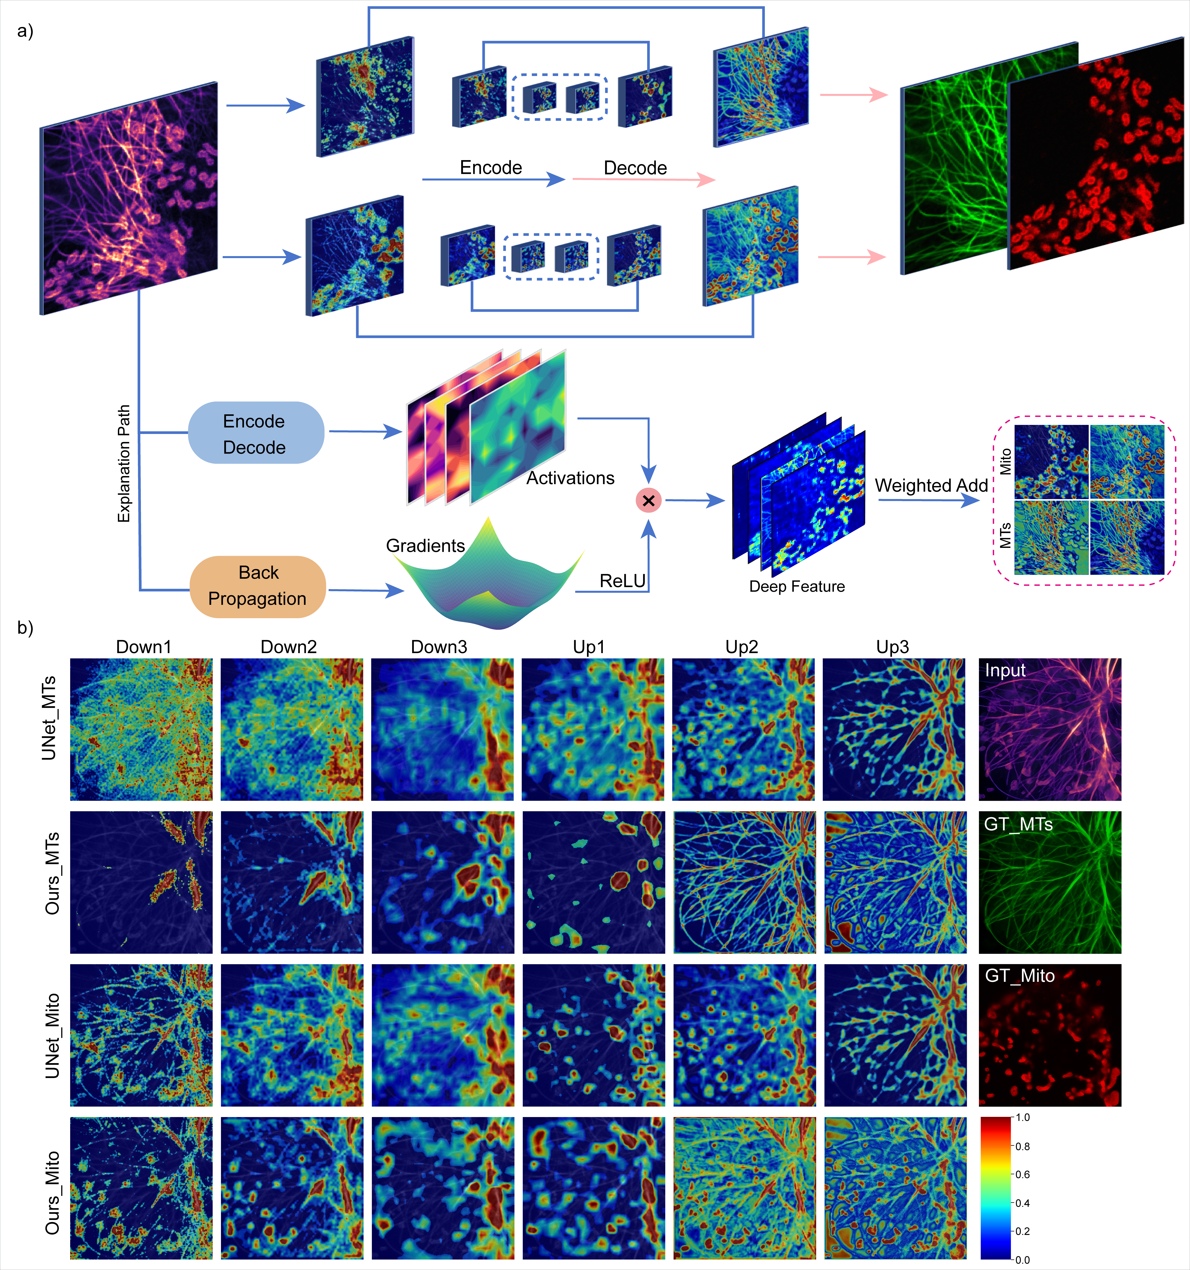 a)
Encode
Decode
Explanation Path
Encode
Decode
Activations
Gradients
Back
Propagation
ReLU
×
Deep Feature
Weighted Add
Mito
MTs
b)
Down1
Down2
Down3
Up1
Up2
Up3
UNet_MTs
Input
Ours_MTs
GT_MTs
UNet_Mito
GT_Mito
Ours_Mito
1.0
0.8
0.6
0.4
0.2
0.0